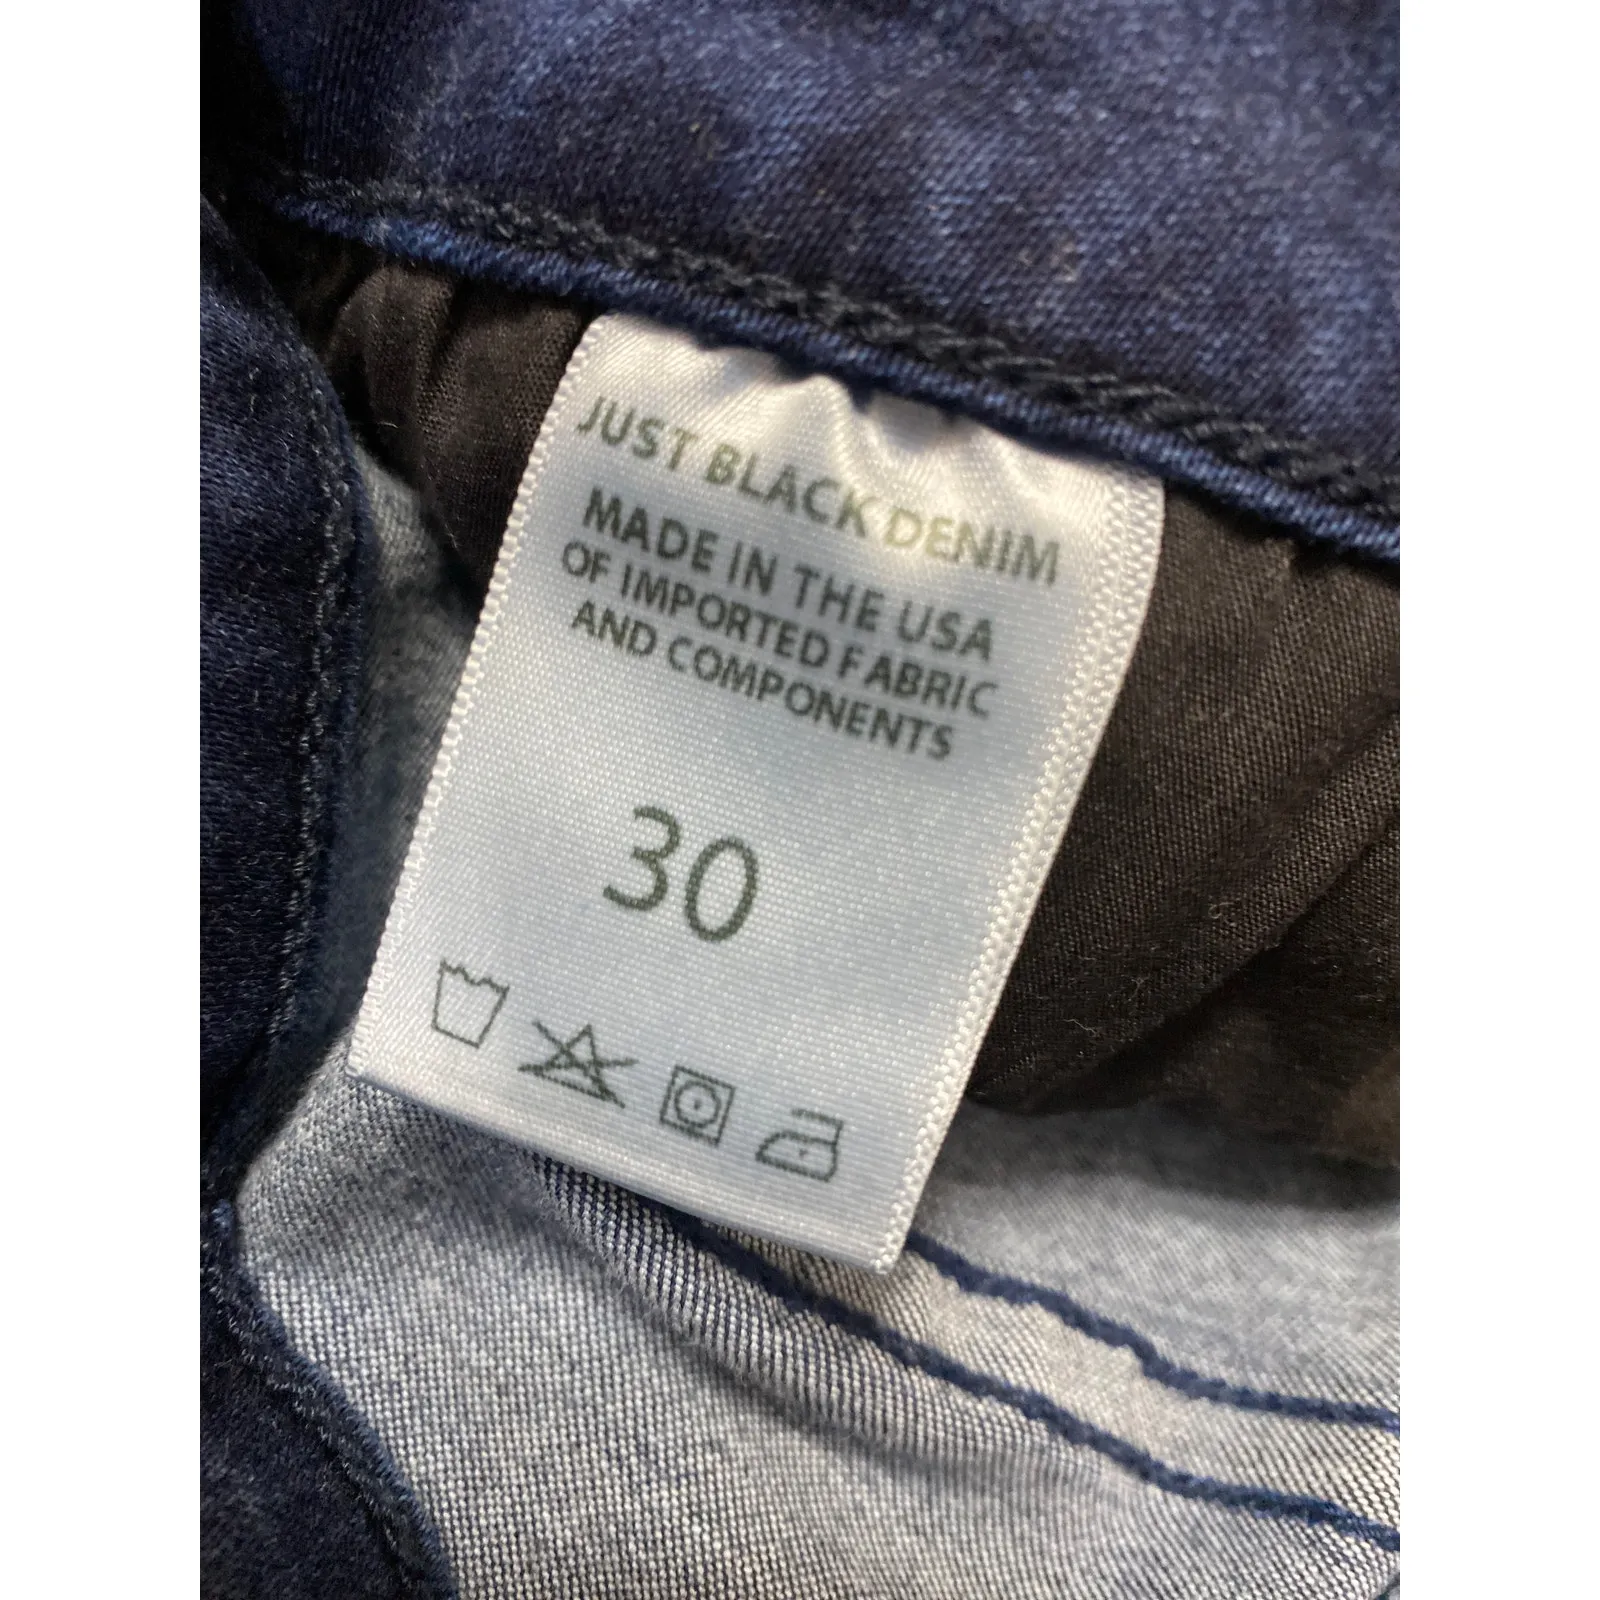 JUST BLACK DENIM
MADE IN THE USA
OF IMPORTED FABRIC
AND COMPONENTS
30